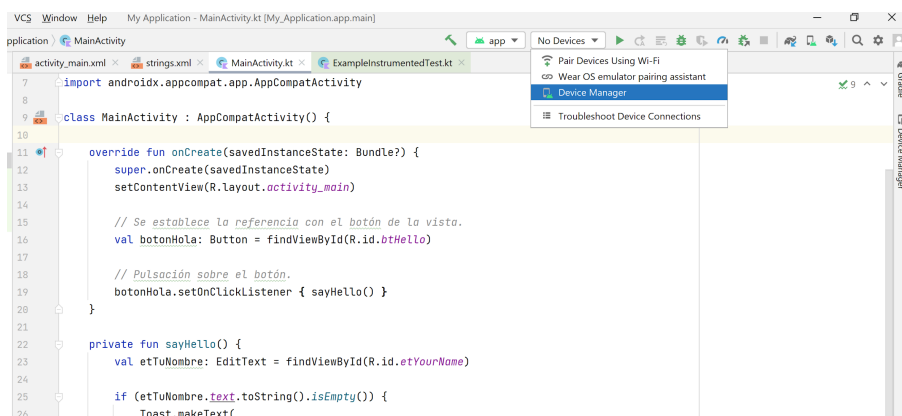 VCS Window Help My Application - MainActivity.kt [My_Application.app.main]
pplication MainActivity app No Devices
activity_main.xml strings.xml MainActivity.kt ExampleInstrumentedTest.kt
Pair Devices Using Wi-Fi
Wear OS emulator pairing assistant
Device Manager
Troubleshoot Device Connections
9
Gradle
Device Manager
7 import androidx.appcompat.app.AppCompatActivity
8
9 class MainActivity : AppCompatActivity() {
10
11 override fun onCreate(savedInstanceState: Bundle?) {
12 super.onCreate(savedInstanceState)
13 setContentView(R.layout.activity_main)
14
15 // Se establece la referencia con el botón de la vista.
16 val botonHola: Button = findViewById(R.id.btHello)
17
18 // Pulsación sobre el botón.
19 botonHola.setOnClickListener { sayHello() }
20 }
21
22 private fun sayHello() {
23 val etTuNombre: EditText = findViewById(R.id.etYourName)
24
25 if (etTuNombre.text.toString().isEmpty()) {
26 Toast.makeText(